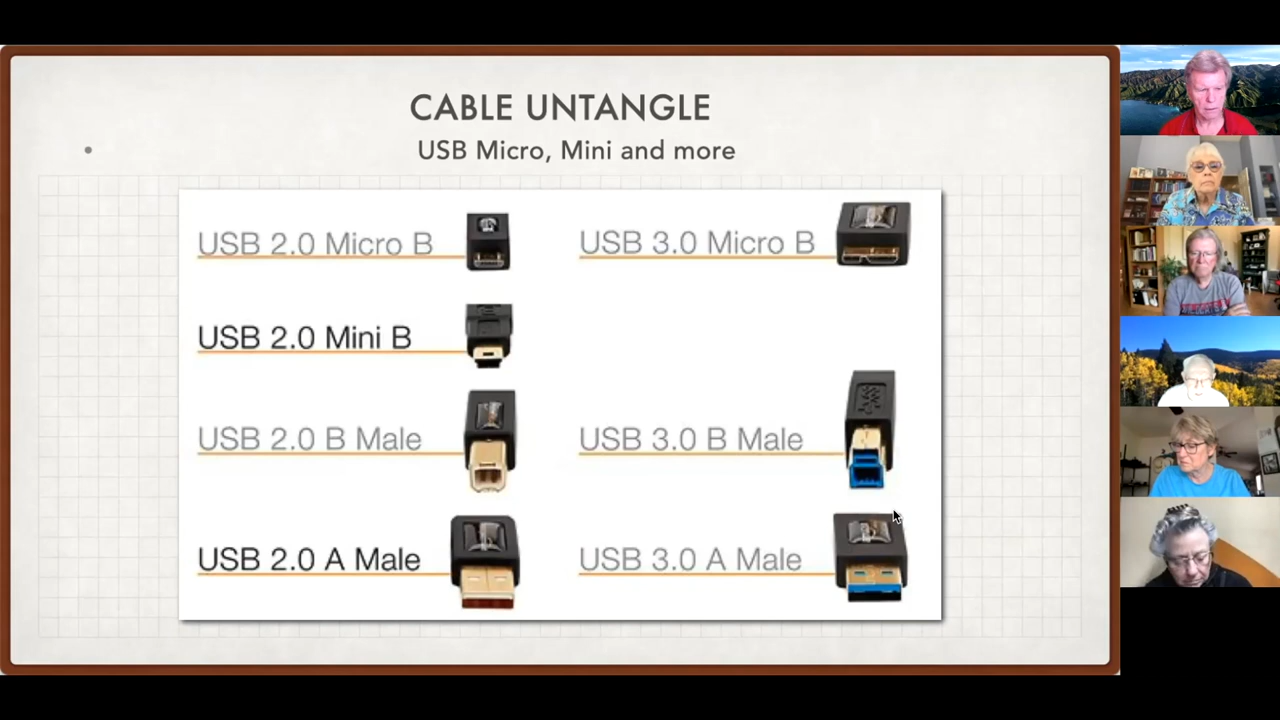 CABLE UNTANGLE
USB Micro, Mini and more
USB 2.0 Micro B
USB 3.0 Micro B
USB 2.0 Mini B
USB 2.0 B Male
USB 3.0 B Male
USB 2.0 A Male
USB 3.0 A Male